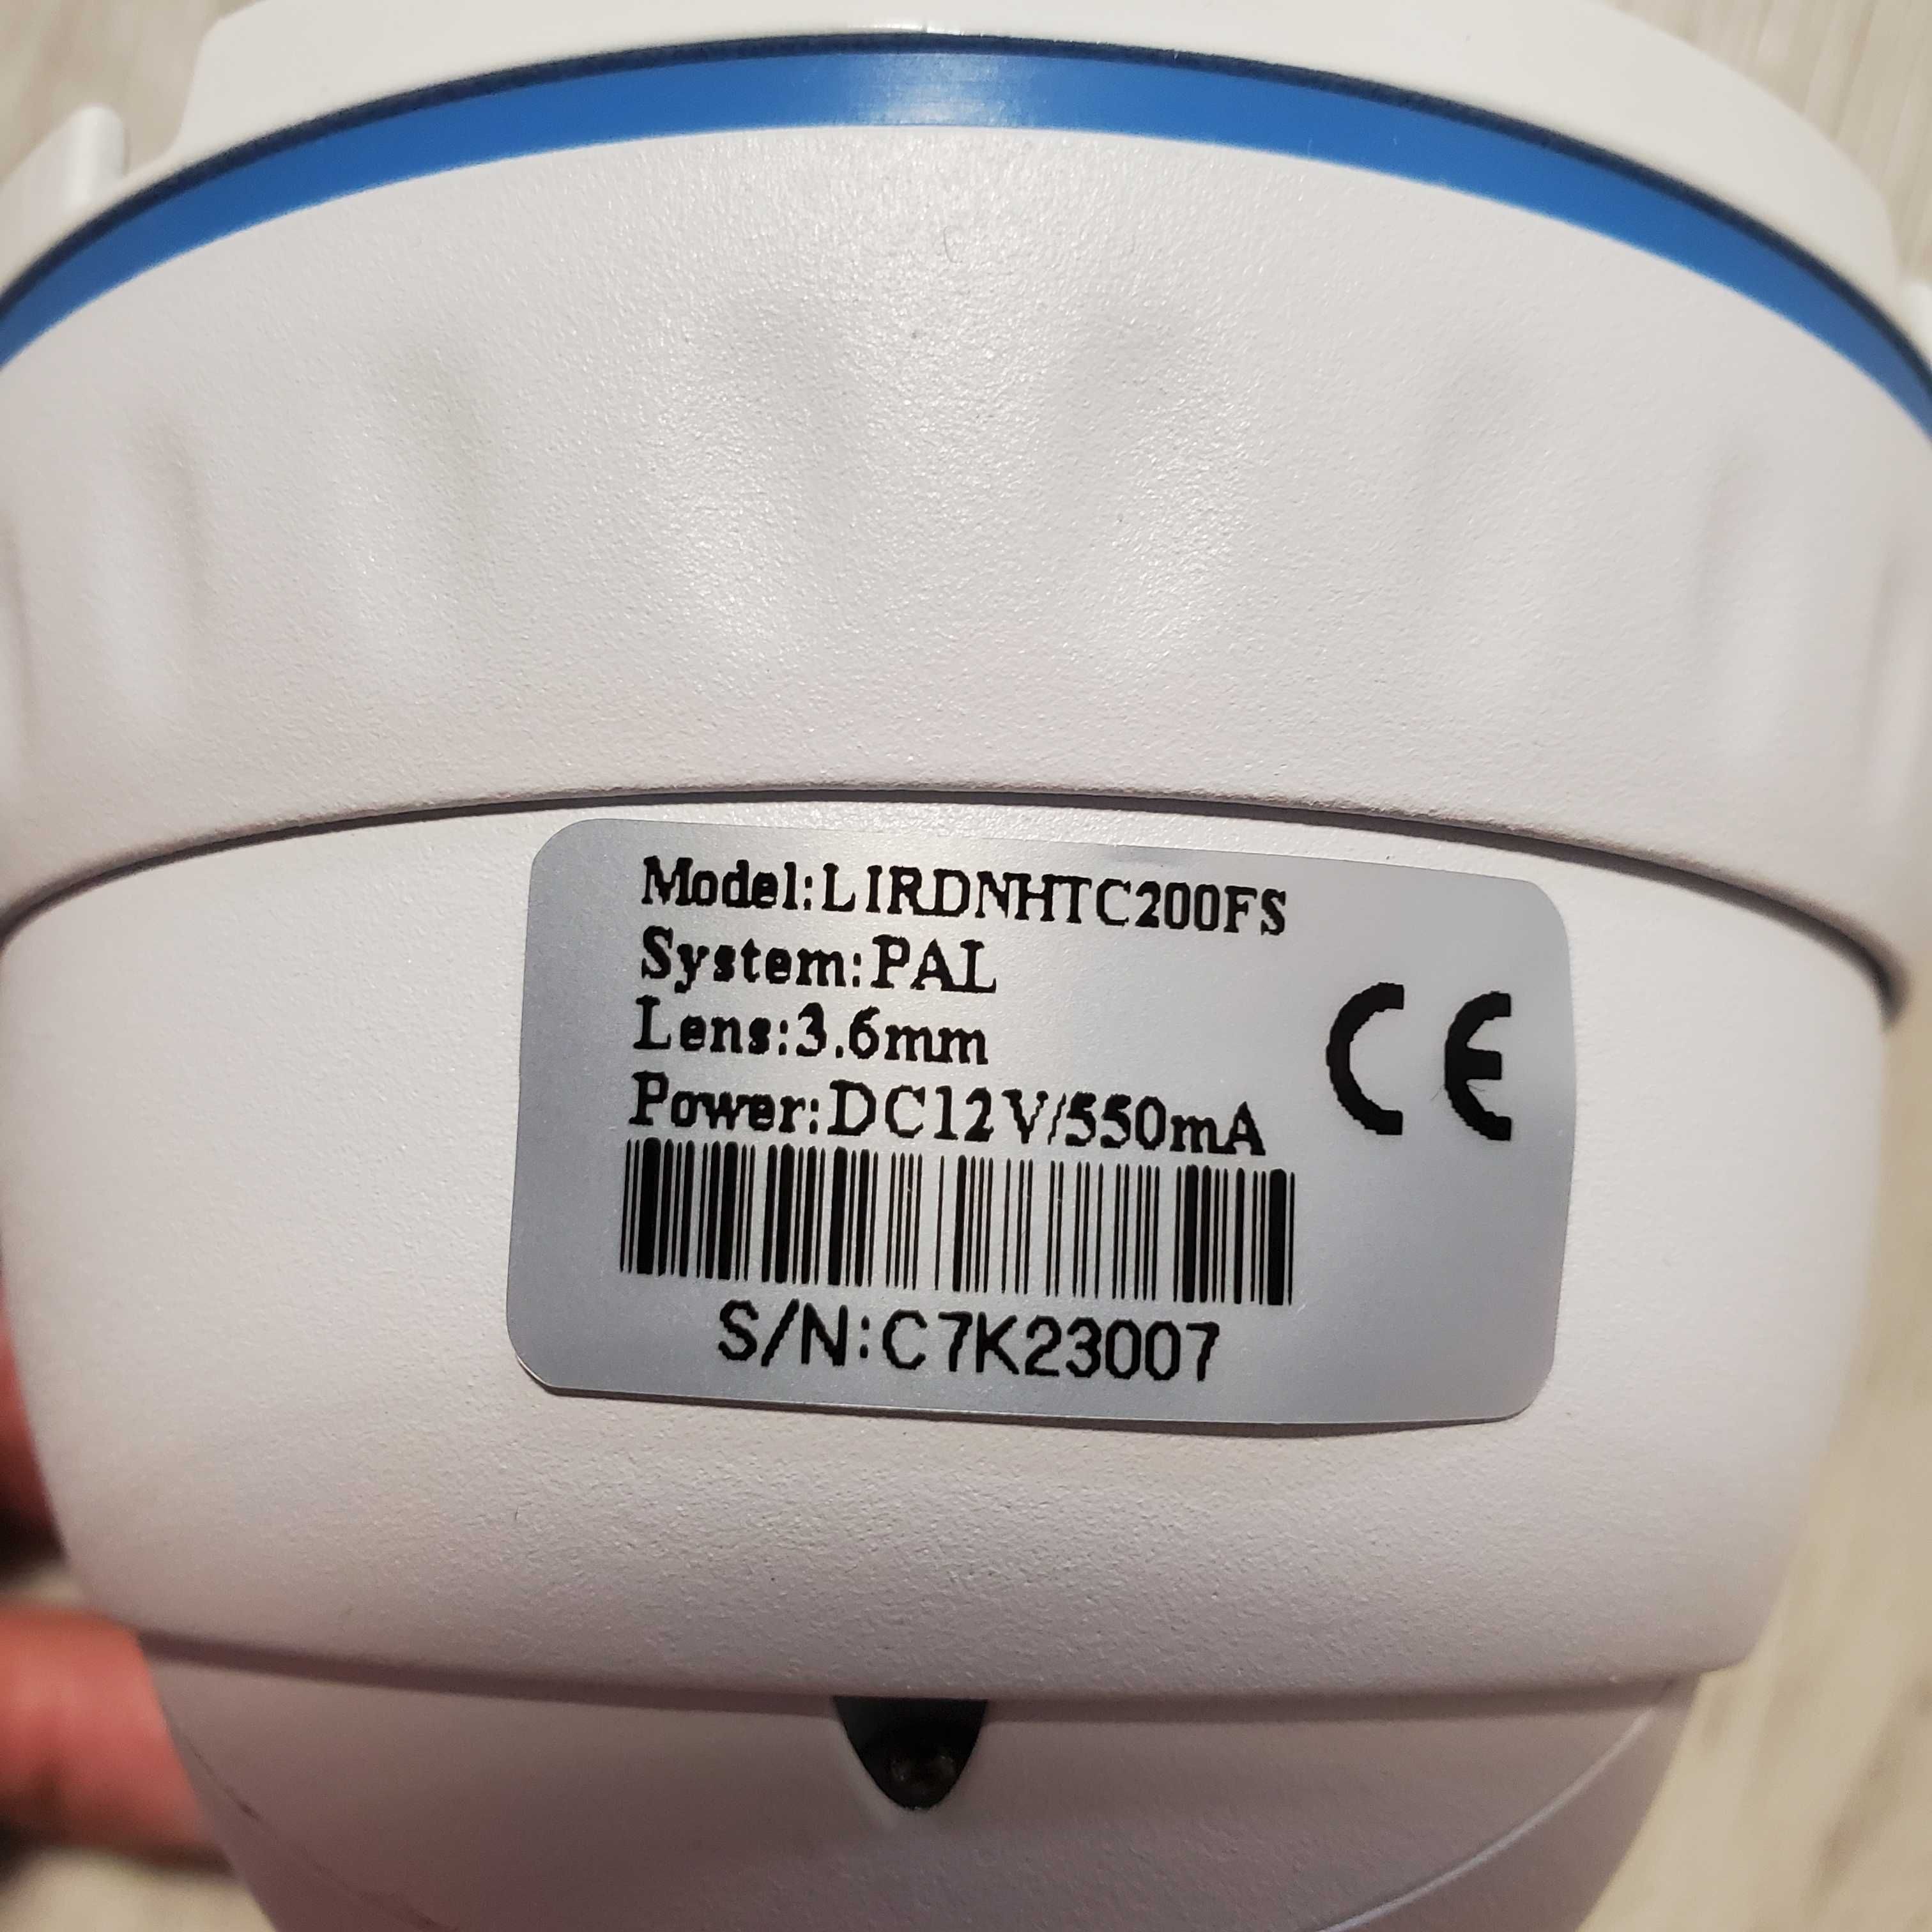 Model:LIRDNHTC200FS
System:PAL
Lens:3.6mm
Power:DC12V/550mA
CE
S/N:C7K23007